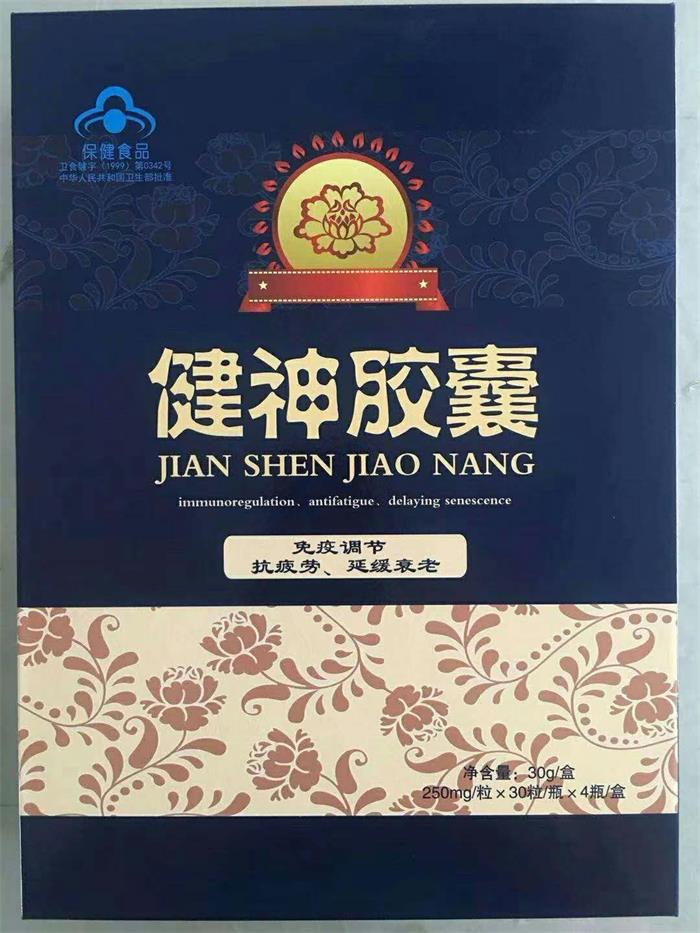 保健食品
卫食健字（1999）第0342号
中华人民共和国卫生部批准
健神胶囊
JIAN SHEN JIAO NANG
immunoregulation、antifatigue、delaying senescence
免疫调节
抗疲劳、延缓衰老
净含量：30g/盒
250mg/粒×30粒/瓶×4瓶/盒